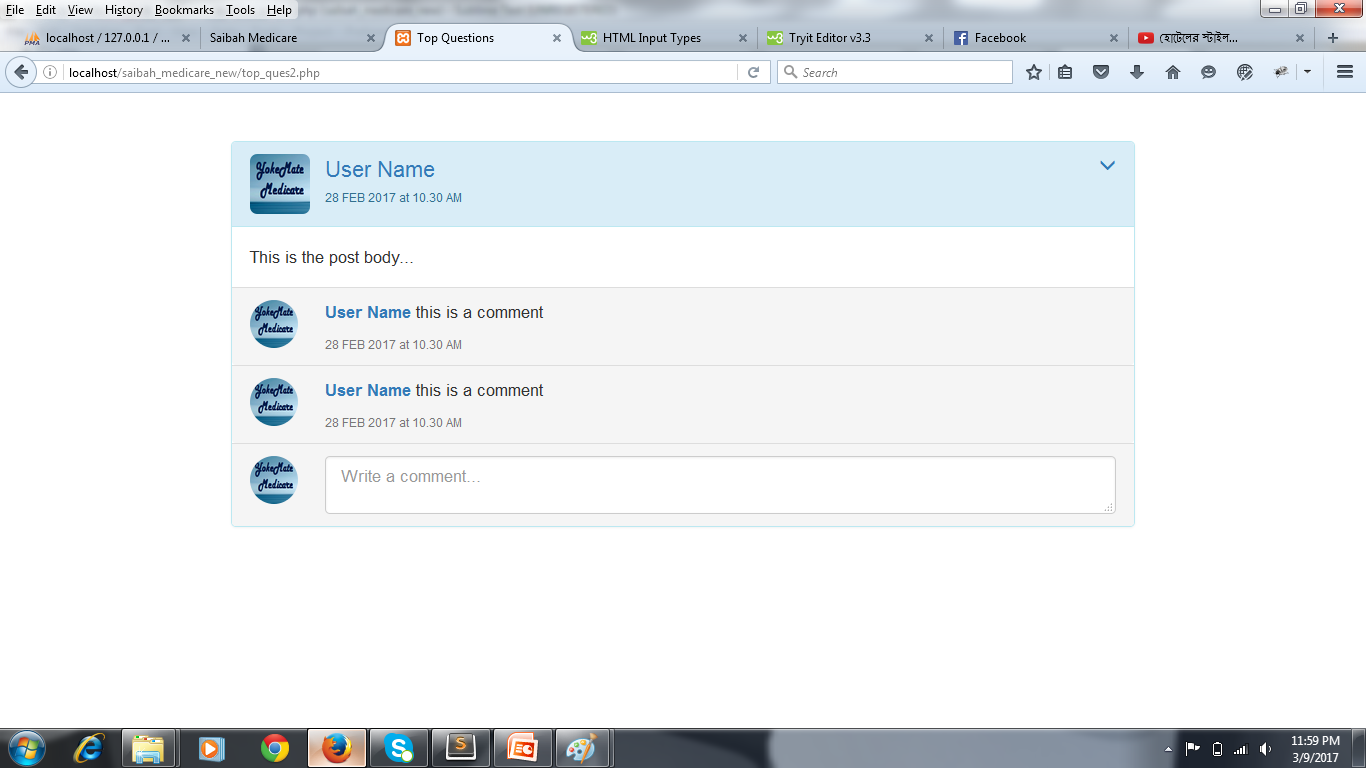 File Edit View History Bookmarks Tools Help
localhost / 127.0.0.1 / ... Saibah Medicare Top Questions HTML Input Types Tryit Editor v3.3 Facebook হোটেলের স্টাইল...
localhost/saibah_medicare_new/top_ques2.php Search
YokeMate
Medicare
User Name
28 FEB 2017 at 10.30 AM
This is the post body...
YokeMate
Medicare
User Name this is a comment
28 FEB 2017 at 10.30 AM
YokeMate
Medicare
User Name this is a comment
28 FEB 2017 at 10.30 AM
YokeMate
Medicare
Write a comment...
11:59 PM
3/9/2017